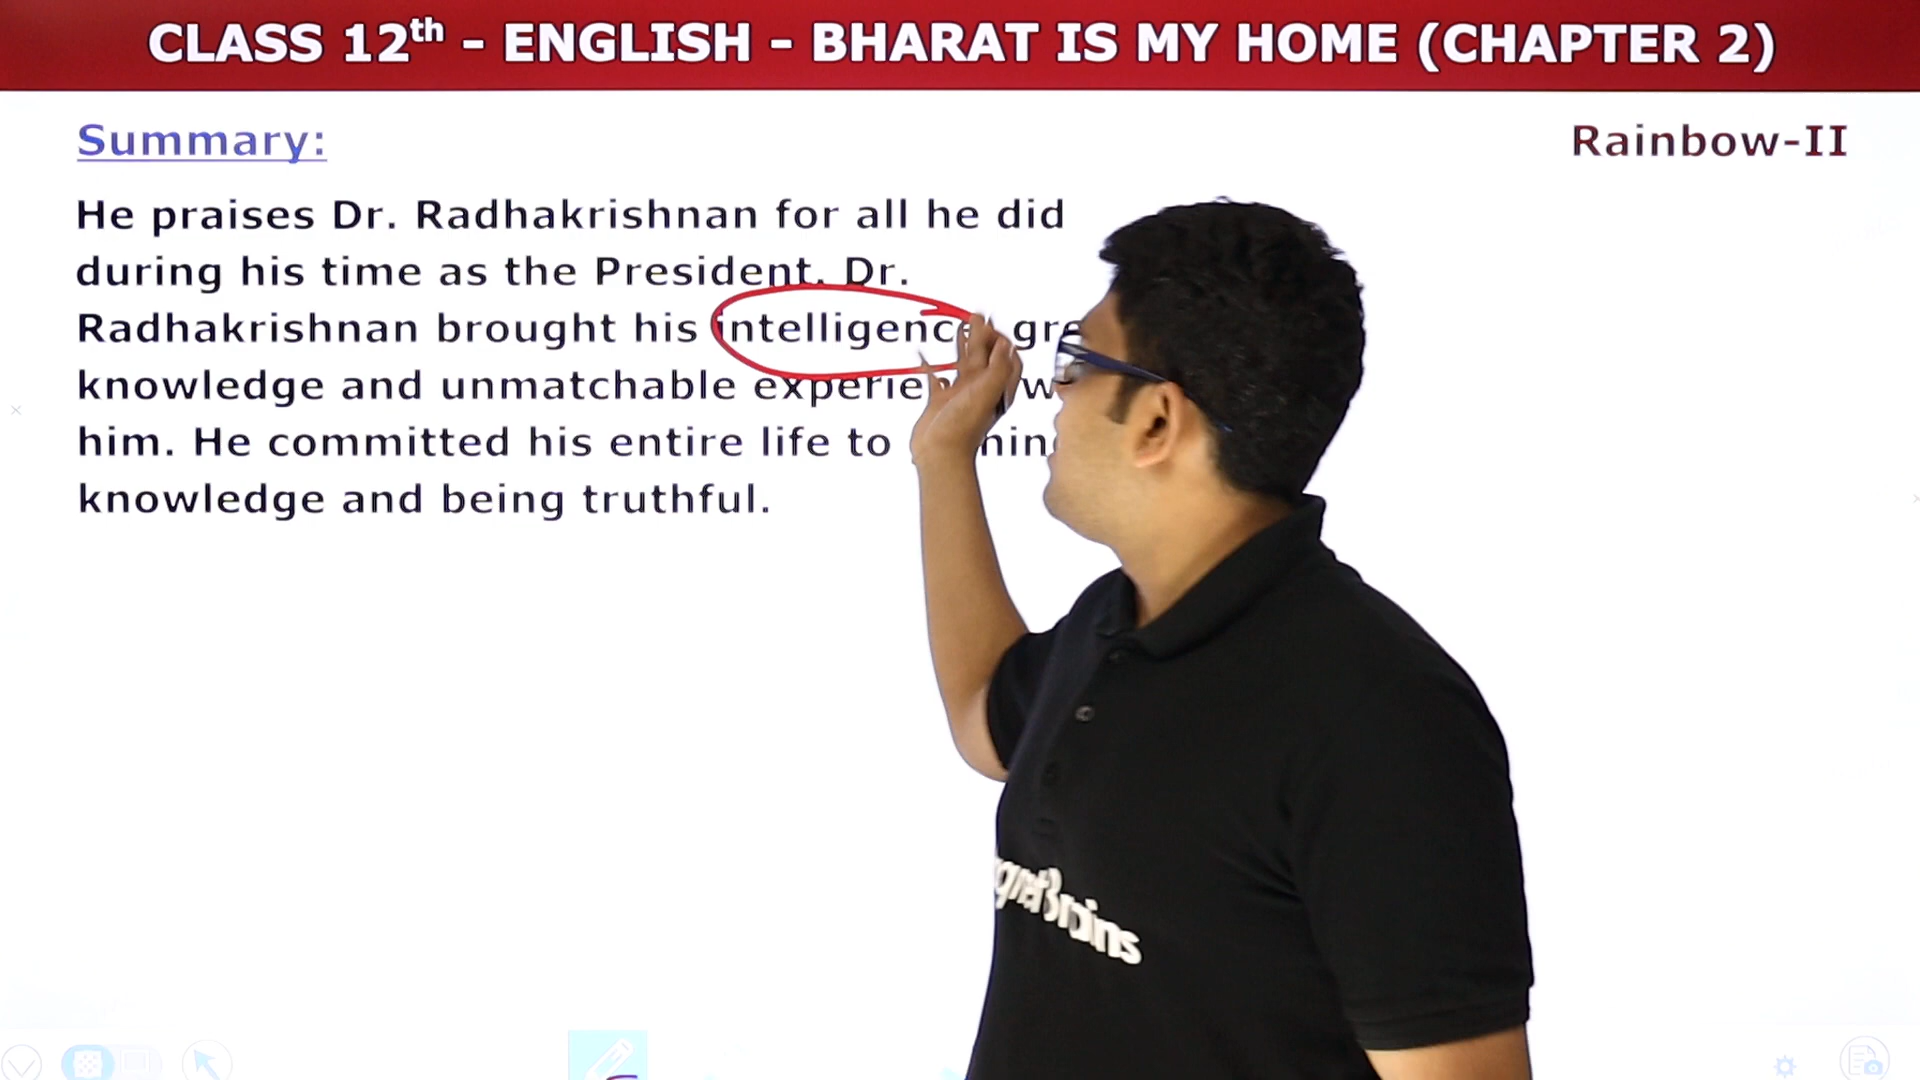 CLASS 12th - ENGLISH - BHARAT IS MY HOME (CHAPTER 2)
Summary:
Rainbow-II
He praises Dr. Radhakrishnan for all he did
during his time as the President. Dr.
Radhakrishnan brought his intelligence
knowledge and unmatchable
him. He committed his entire life to
knowledge and being truthful.